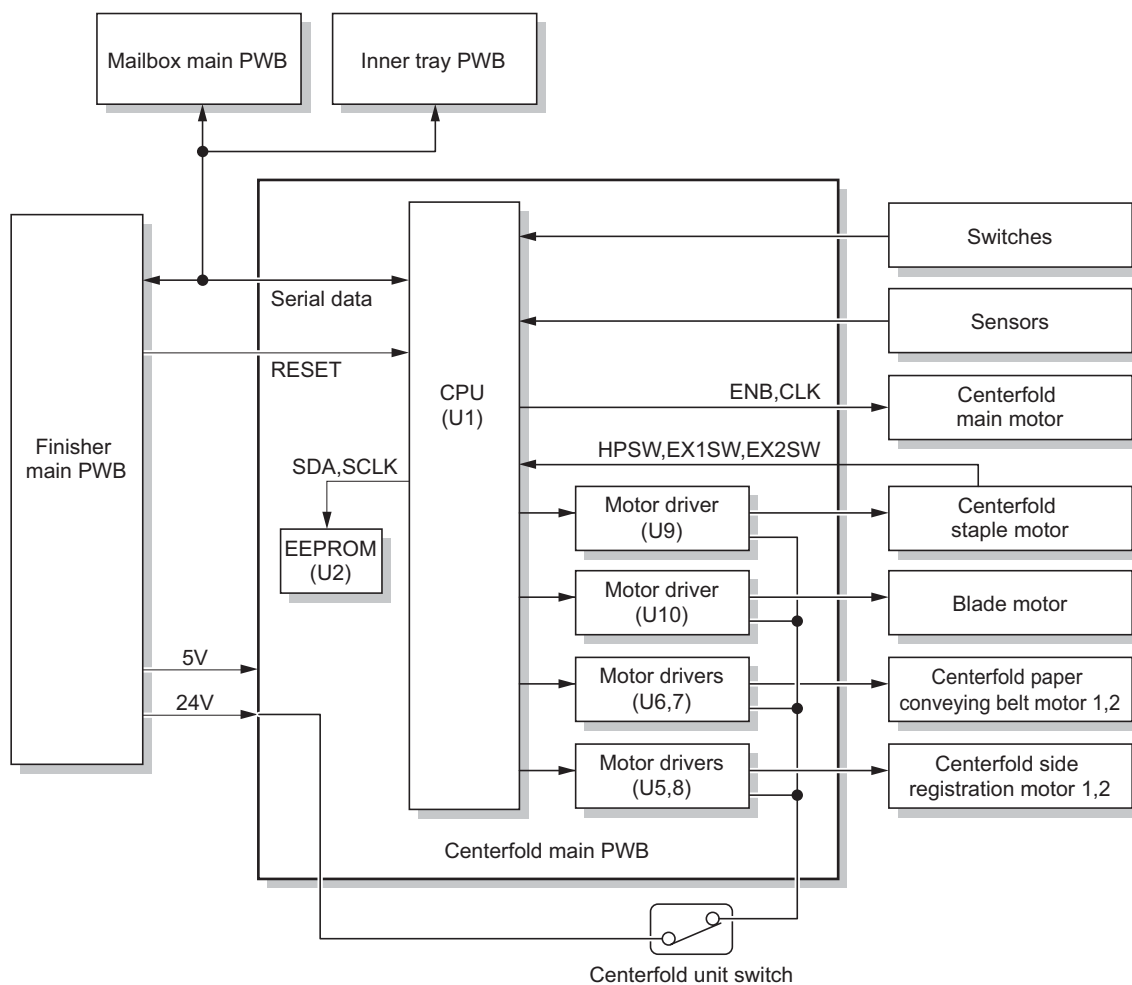 Mailbox main PWB
Inner tray PWB
Switches
Serial data
Sensors
RESET
CPU
(U1)
ENB,CLK
Centerfold
main motor
Finisher
main PWB
HPSW,EX1SW,EX2SW
SDA,SCLK
Motor driver
(U9)
Centerfold
staple motor
EEPROM
(U2)
Motor driver
(U10)
Blade motor
5V
Motor drivers
(U6,7)
Centerfold paper
conveying belt motor 1,2
24V
Motor drivers
(U5,8)
Centerfold side
registration motor 1,2
Centerfold main PWB
Centerfold unit switch